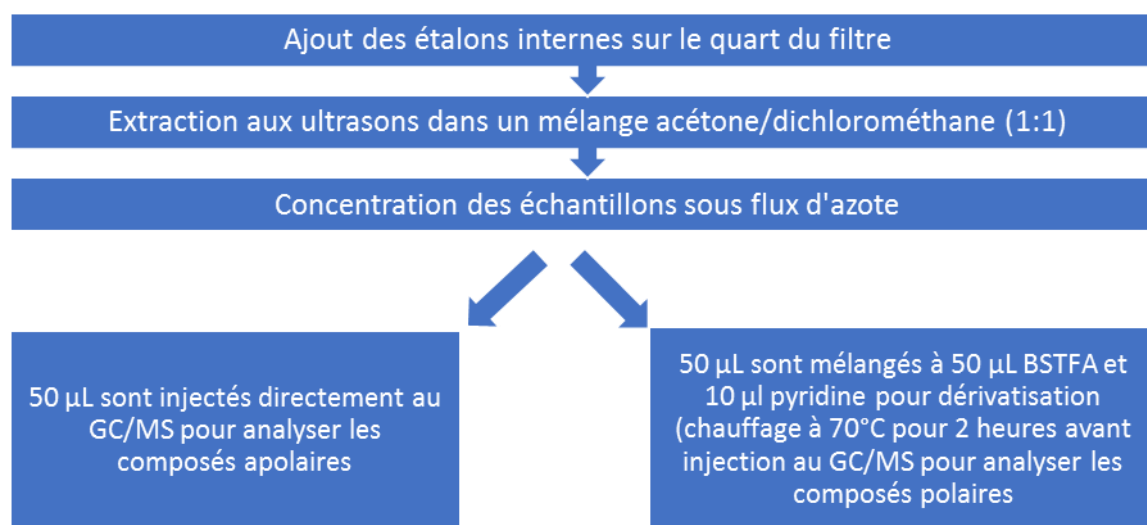 Ajout des étalons internes sur le quart du filtre
Extraction aux ultrasons dans un mélange acétone/dichlorométhane (1:1)
Concentration des échantillons sous flux d'azote
50 µL sont injectés directement au
GC/MS pour analyser les
composés apolaires
50 µL sont mélangés à 50 µL BSTFA et
10 µl pyridine pour dérivatisation
(chauffage à 70°C pour 2 heures avant
injection au GC/MS pour analyser les
composés polaires